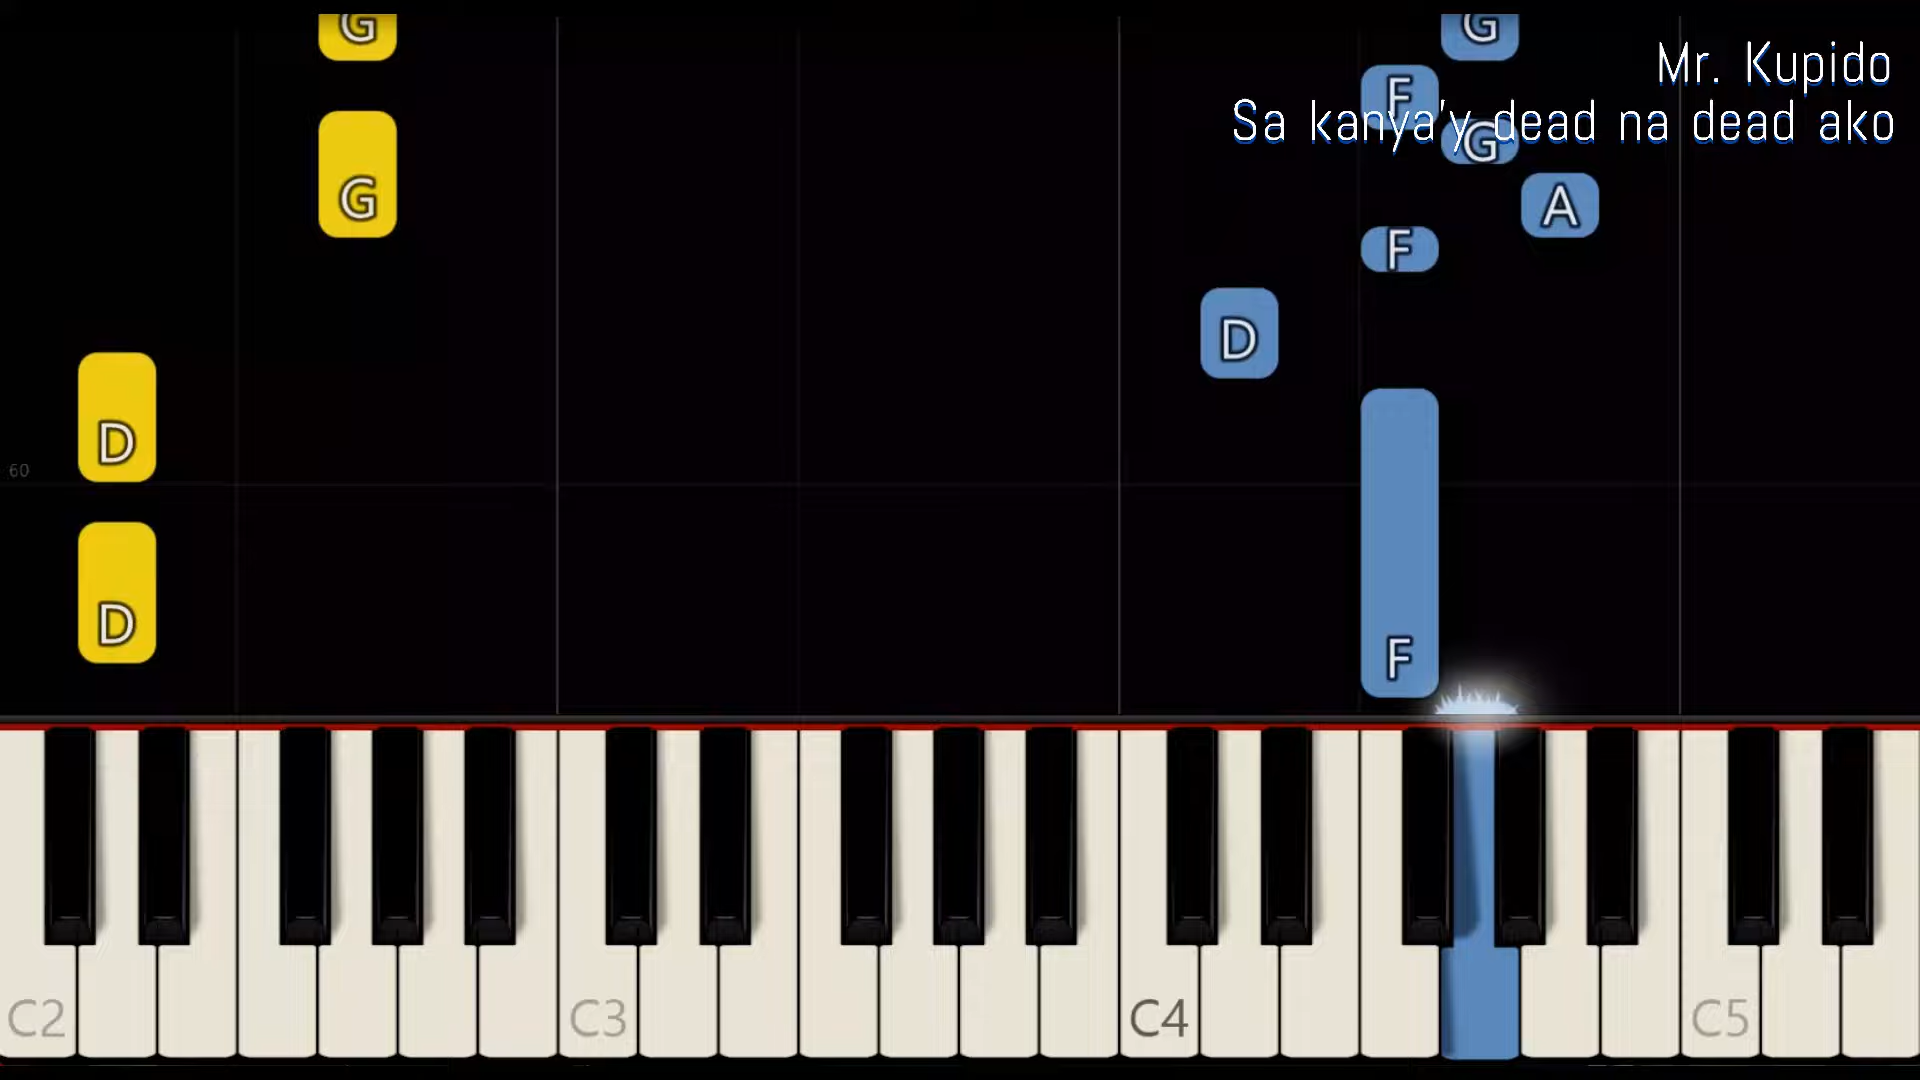 G
G
Mr. Kupido
F
Sa kanya'y dead na dead ako
G
G
A
F
D
D
60
D
F
C2
C3
C4
C5